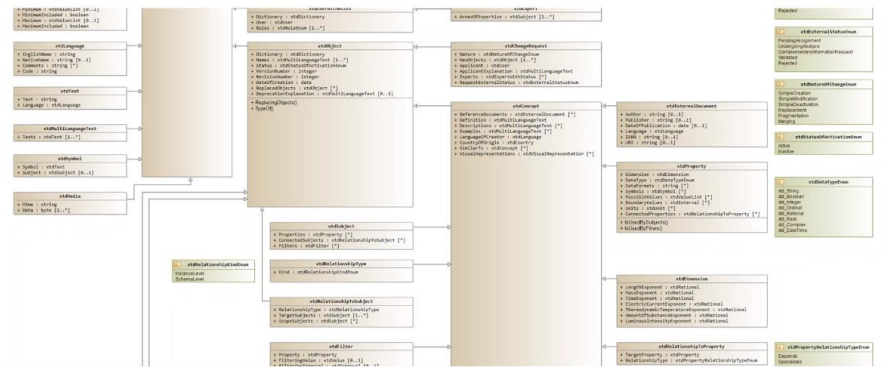 + MinimumIncluded : boolean
+ Maximum : xtdValueList [0..1]
+ MaximumIncluded : boolean
xtdLanguage
+ EnglishName : string
+ NativeName : string [0..1]
+ Comments : string [*]
+ Code : string
xtdText
+ Text : string
+ Language : xtdLanguage
xtdMultiLanguageText
+ Texts : xtdText [1..*]
xtdSymbol
+ Symbol : xtdText
+ Subject : xtdSubject [0..1]
xtdMedia
+ Mime : string
+ Data : byte [1..*]
xtdRelationshipKindEnum
InstanceLevel
SchemaLevel
+ Dictionary : xtdDictionary
+ User : xtdUser
+ Roles : xtdRoleEnum [1..*]
xtdObject
+ Dictionary : xtdDictionary
+ Names : xtdMultiLanguageText [1..*]
+ Status : xtdStatusOfActivationEnum
+ VersionNumber : integer
+ RevisionNumber : integer
+ DateOfCreation : date
+ ReplacedObjects : xtdObject [*]
+ DeprecationExplanation : xtdMultiLanguageText [0..1]
+ ReplacingObjects()
+ TypeOf()
xtdSubject
+ Properties : xtdProperty [*]
+ ConnectedSubjects : xtdRelationshipToSubject [*]
+ Filters : xtdFilter [*]
xtdRelationshipType
+ Kind : xtdRelationshipKindEnum
xtdRelationshipToSubject
+ RelationshipType : xtdRelationshipType
+ TargetSubjects : xtdSubject [1..*]
+ ScopeSubjects : xtdSubject [*]
xtdFilter
+ Property : xtdProperty
+ FilteringValue : xtdValue [0..1]
xtdExpert
+ AreasOfExpertise : xtdSubject [1..*]
xtdChangeRequest
+ Nature : xtdNatureOfChangeEnum
+ NewObjects : xtdObject [1..*]
+ Applicant : xtdUser
+ ApplicantExplanation : xtdMultiLanguageText
+ Experts : xtdExpertWithStatus [*]
+ RequestExternalStatus : xtdExternalStatusEnum
xtdConcept
+ ReferenceDocuments : xtdExternalDocument [*]
+ Definition : xtdMultiLanguageText
+ Descriptions : xtdMultiLanguageText [*]
+ Examples : xtdMultiLanguageText [*]
+ LanguageOfCreator : xtdLanguage
+ CountryOfOrigin : xtdCountry
+ SimilarTo : xtdConcept [*]
+ VisualRepresentations : xtdVisualRepresentation [*]
xtdExternalDocument
+ Author : string [0..1]
+ Publisher : string [0..1]
+ DateOfPublication : date [0..1]
+ Language : xtdLanguage
+ ISBN : string [0..1]
+ URI : string [0..1]
xtdProperty
+ Dimension : xtdDimension
+ DataType : xtdDataTypeEnum
+ DataFormats : string [*]
+ Symbols : xtdSymbol [*]
+ PossibleValues : xtdValueList [*]
+ BoundaryValues : xtdInterval [*]
+ Units : xtdUnit [*]
+ ConnectedProperties : xtdRelationshipToProperty [*]
+ IsUsedBySubjects()
+ IsUsedByFilters()
xtdDimension
+ LengthExponent : xtdRational
+ MassExponent : xtdRational
+ TimeExponent : xtdRational
+ ElectricCurrentExponent : xtdRational
+ ThermodynamicTemperatureExponent : xtdRational
+ AmountOfSubstanceExponent : xtdRational
+ LuminousIntensityExponent : xtdRational
xtdRelationshipToProperty
+ TargetProperty : xtdProperty
+ RelationshipType : xtdPropertyRelationshipTypeEnum
Rejected
xtdExternalStatusEnum
PendingAssignment
UndergoingAnalysis
ComplementaryInformationRequest
Validated
Rejected
xtdNatureOfChangeEnum
SimpleCreation
SimpleModification
SimpleDeactivation
Replacement
Fragmentation
Merging
xtdStatusOfActivationEnum
Active
Inactive
xtdDataTypeEnum
xtd_String
xtd_Boolean
xtd_Integer
xtd_Ordinal
xtd_Rational
xtd_Real
xtd_Complex
xtd_DateTime
xtdPropertyRelationshipTypeEnum
Depends
Specializes